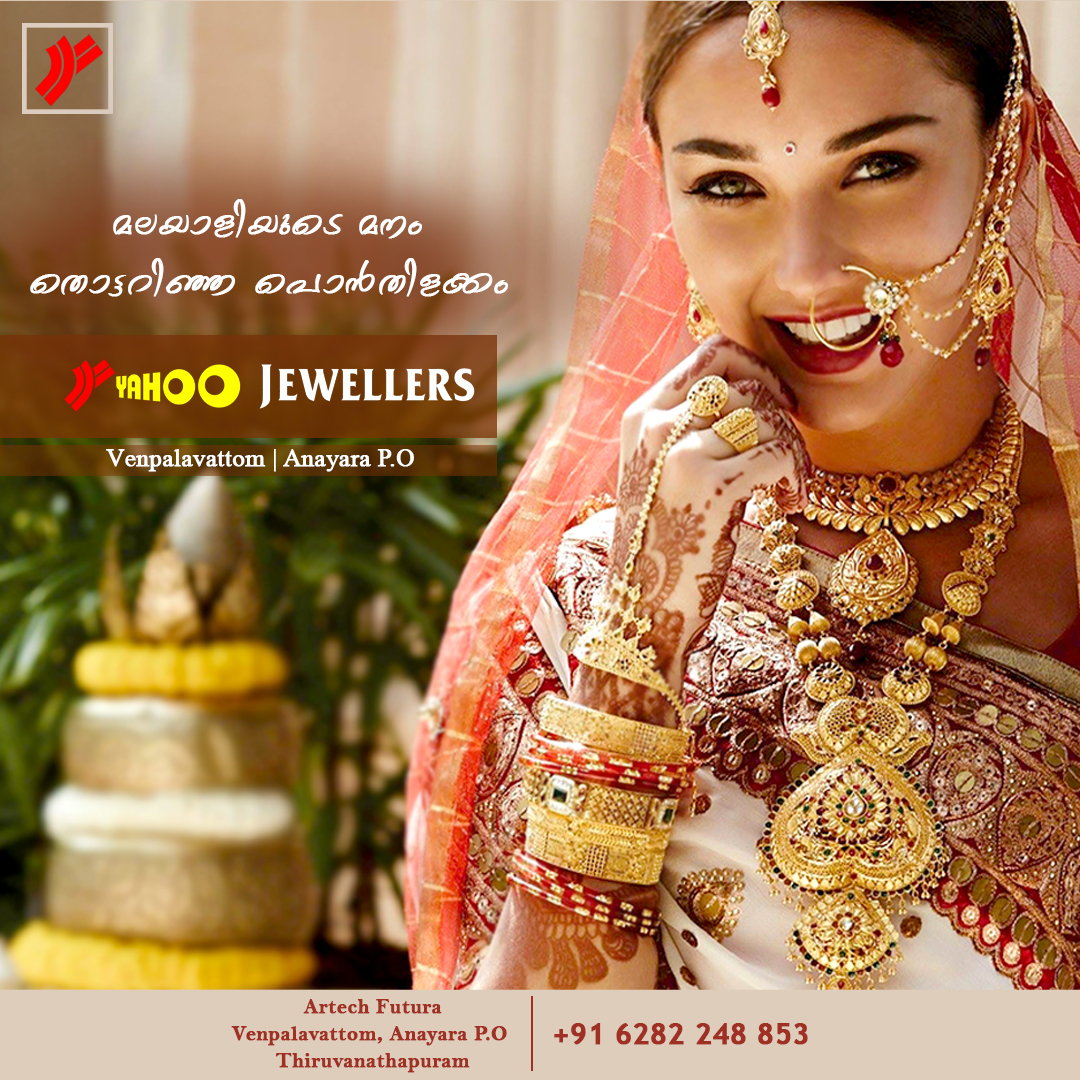 മലയാളിയുടെ മനം
തൊട്ടറിഞ്ഞ പൊൻതിളക്കം
YAHOO JEWELLERS
Venpalavattom | Anayara P.O
Artech Futura
Venpalavattom, Anayara P.O
Thiruvanathapuram
+91 6282 248 853